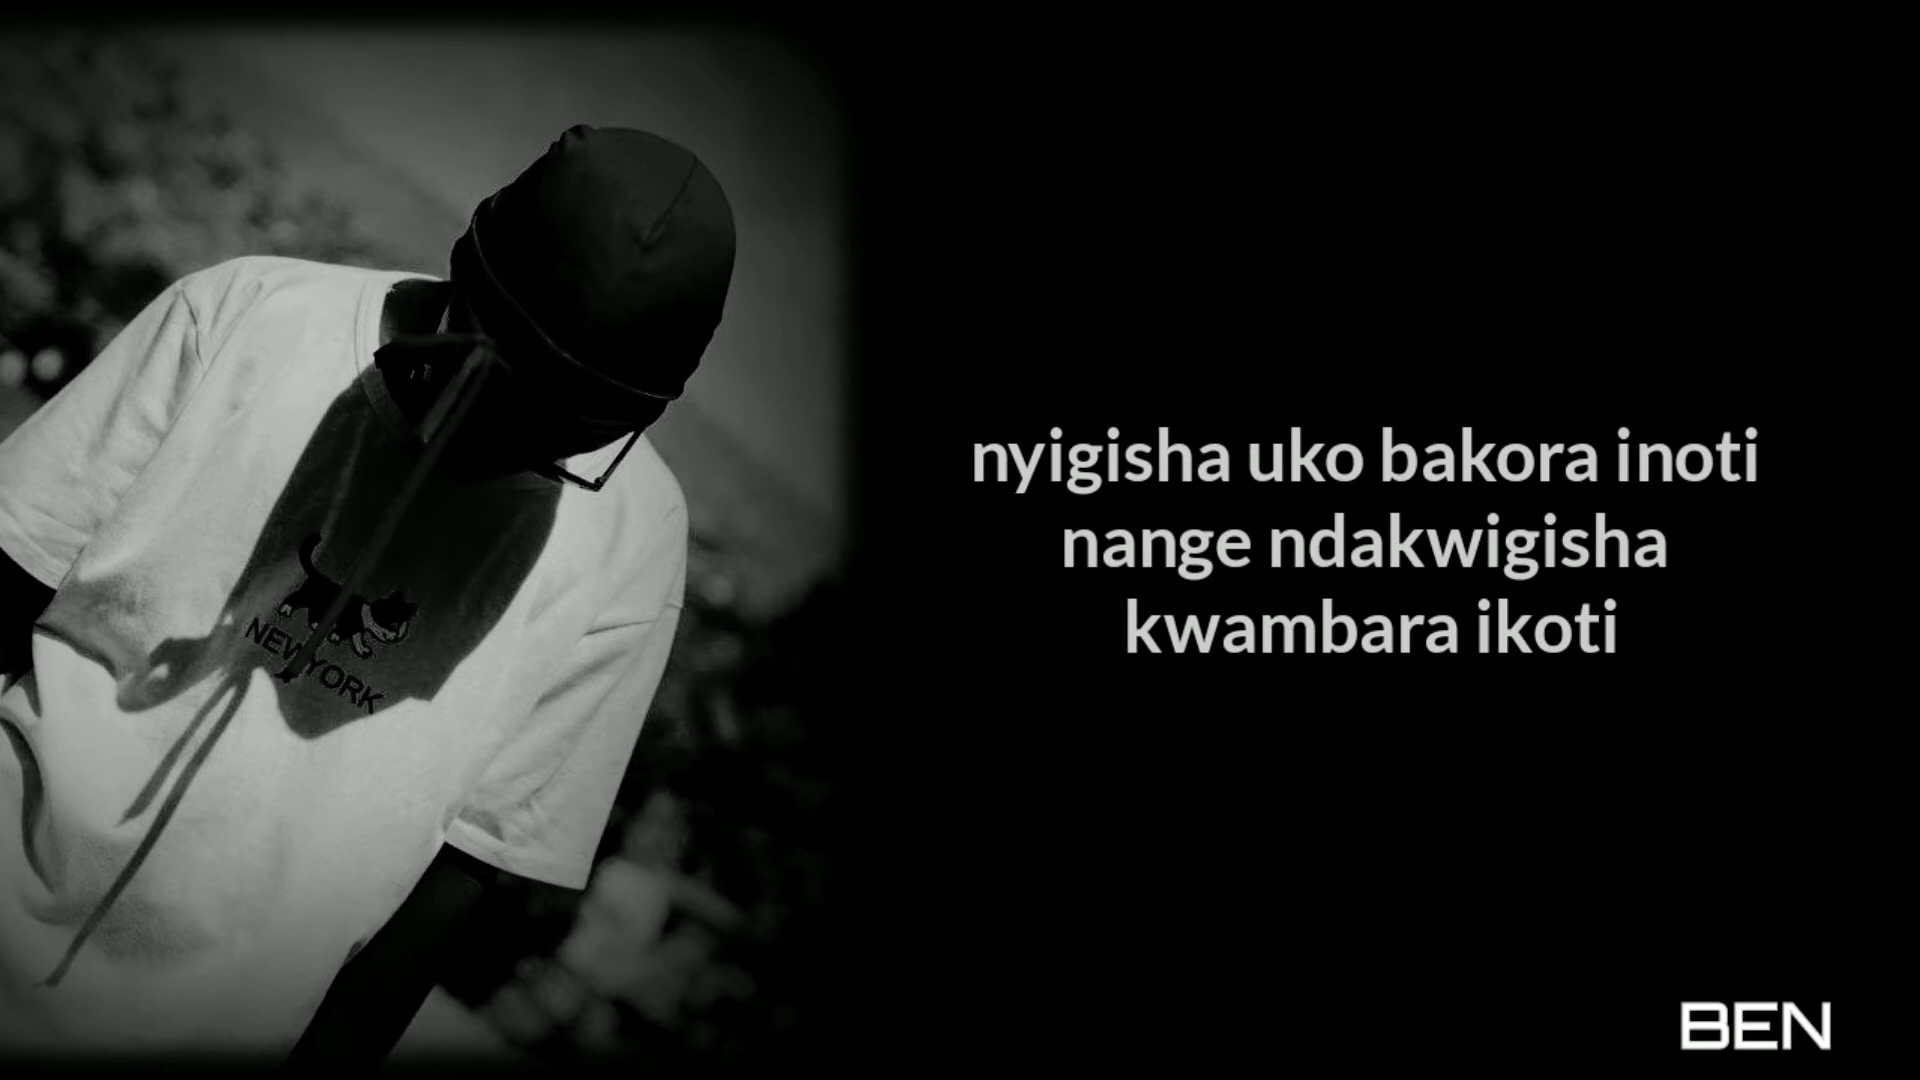 NEW YORK
nyigisha uko bakora inoti
nange ndakwigisha
kwambara ikoti
BEN